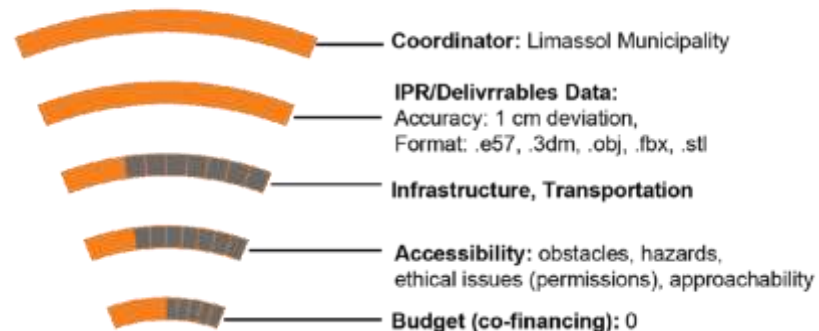 Coordinator: Limassol Municipality
IPR/Delivrrables Data:
Accuracy: 1 cm deviation,
Format: .e57, .3dm, .obj, .fbx, .stl
Infrastructure, Transportation
Accessibility: obstacles, hazards,
ethical issues (permissions), approachability
Budget (co-financing): 0